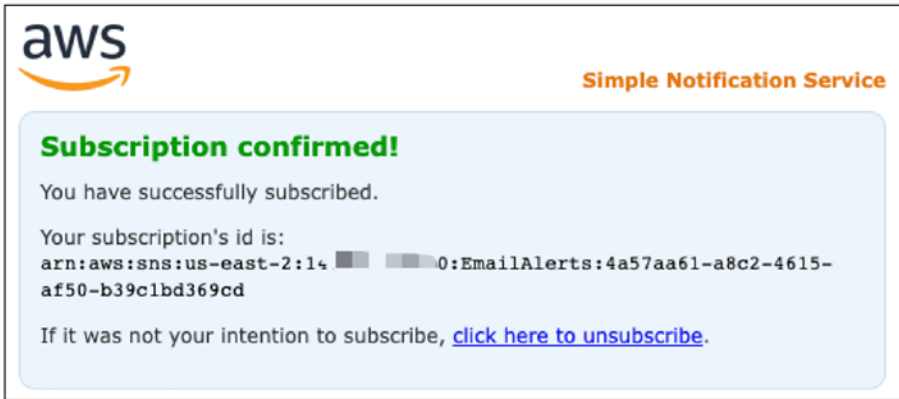 aws
Simple Notification Service
Subscription confirmed!
You have successfully subscribed.
Your subscription's id is:
arn:aws:sns:us-east-2:14 0:EmailAlerts:4a57aa61-a8c2-4615-
af50-b39c1bd369cd
If it was not your intention to subscribe, click here to unsubscribe.